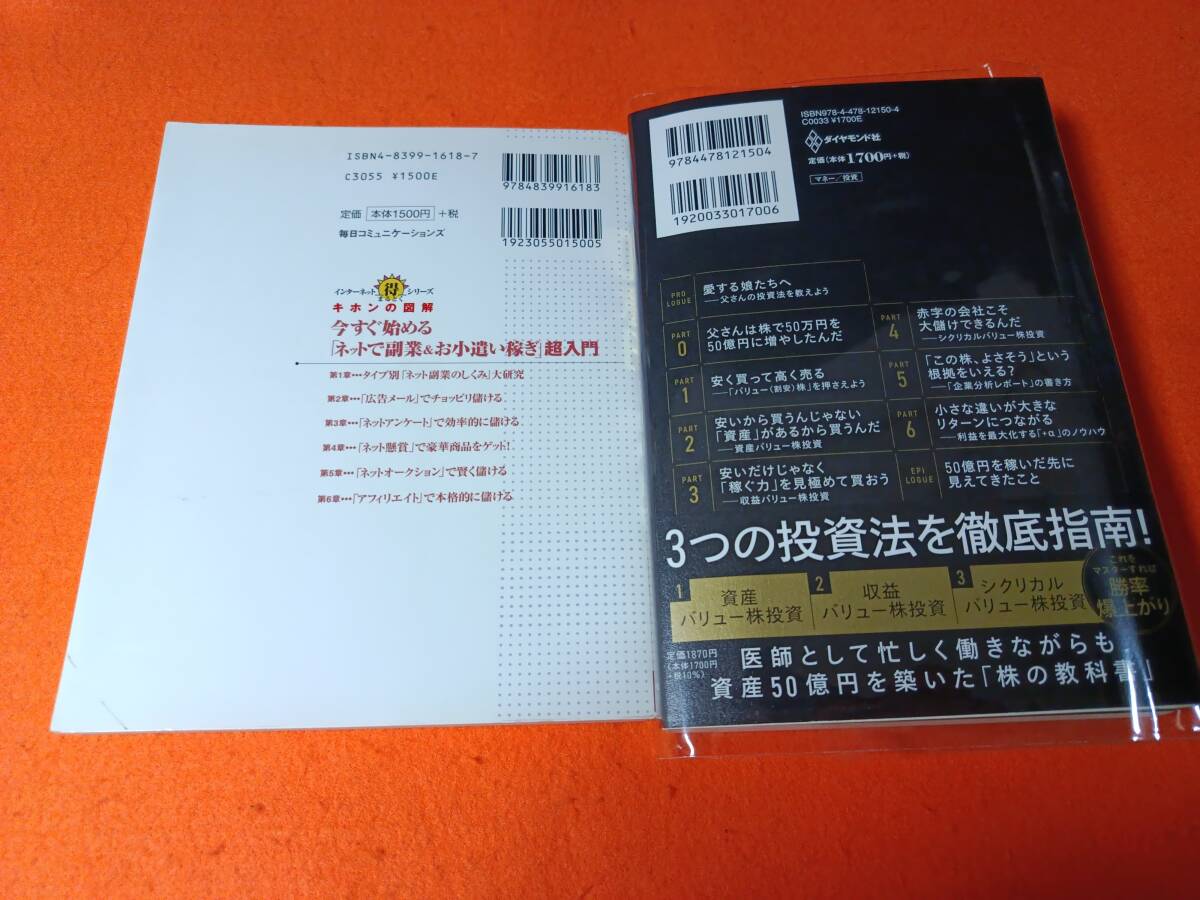 ISBN4-8399-1618-7
C3055 ¥1500E
9784839916183
定価 本体1500円 +税
毎日コミュニケーションズ
1923055015005
インターネット 得 シリーズ
キホンの図解
今すぐ始める
「ネットで副業&お小遣い稼ぎ」超入門
第1章•••タイプ別「ネット副業のしくみ」大研究
第2章•••「広告メール」でチョッピリ儲ける
第3章•••「ネットアンケート」で効率的に儲ける
第4章•••「ネット懸賞」で豪華商品をゲット!
第5章•••「ネットオークション」で賢く儲ける
第6章•••「アフィリエイト」で本格的に儲ける
9784478121504
1920033017006
ISBN978-4-478-12150-4
C0033 ¥1700E
ダイヤモンド社
定価(本体1700円+税)
マネー/投資
PRO
LOGUE
愛する娘たちへ
——父さんの投資法を教えよう
PART
0
父さんは株で50万円を
50億円に増やしたんだ
PART
1
安く買って高く売る
——「バリュー(割安)株」を押さえよう
PART
2
安いから買うんじゃない
「資産」があるから買うんだ
——資産バリュー株投資
PART
3
安いだけじゃなく
「稼ぐ力」を見極めて買おう
——収益バリュー株投資
PART
4
赤字の会社こそ
大儲けできるんだ
——シクリカルバリュー株投資
PART
5
「この株、よさそう」という
根拠をいえる?
——「企業分析レポート」の書き方
PART
6
小さな違いが大きな
リターンにつながる
——利益を最大化する「+α」のノウハウ
EPI
LOGUE
50億円を稼いだ先に
見えてきたこと
3つの投資法を徹底指南!
1 資産
バリュー株投資
2 収益
バリュー株投資
3 シクリカル
バリュー株投資
これを
マスターすれば
勝率
爆上がり
定価1870円
(本体1700円
+税10%)
医師として忙しく働きながらも
資産50億円を築いた「株の教科書」